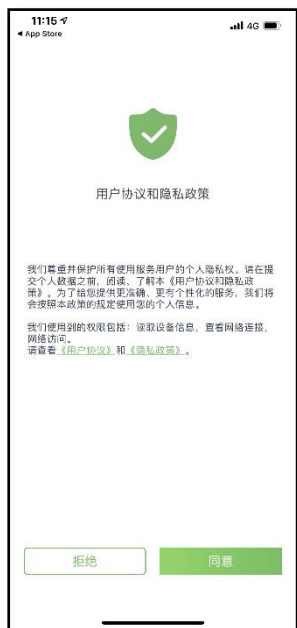 11:15
4G
App Store
用户协议和隐私政策
我们尊重并保护所有使用服务用户的个人隐私权。请在提
交个人数据之前，阅读、了解本《用户协议和隐私政
策》。为了给您提供更准确、更有个性化的服务，我们将
会按照本政策的规定使用您的个人信息。
我们使用到的权限包括：读取设备信息，查看网络连接，
网络访问。
请查看《用户协议》和《隐私政策》。
拒绝
同意